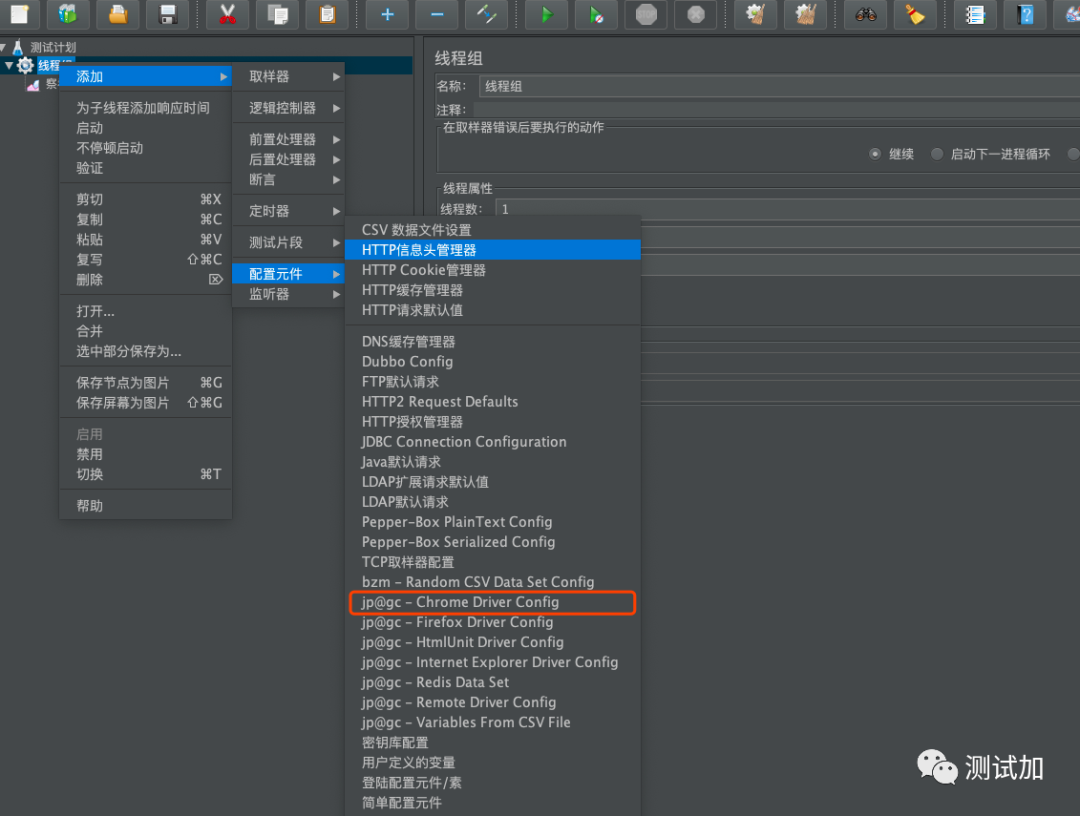 测试计划
线程组
察
添加
为子线程添加响应时间
启动
不停顿启动
验证
剪切 ⌘X
复制 ⌘C
粘贴 ⌘V
复写 ⇧⌘C
删除 ⌦
打开...
合并
选中部分保存为...
保存节点为图片 ⌘G
保存屏幕为图片 ⇧⌘G
启用
禁用
切换 ⌘T
帮助
取样器
逻辑控制器
前置处理器
后置处理器
断言
定时器
测试片段
配置元件
监听器
CSV 数据文件设置
HTTP信息头管理器
HTTP Cookie管理器
HTTP缓存管理器
HTTP请求默认值
DNS缓存管理器
Dubbo Config
FTP默认请求
HTTP2 Request Defaults
HTTP授权管理器
JDBC Connection Configuration
Java默认请求
LDAP扩展请求默认值
LDAP默认请求
Pepper-Box PlainText Config
Pepper-Box Serialized Config
TCP取样器配置
bzm - Random CSV Data Set Config
jp@gc - Chrome Driver Config
jp@gc - Firefox Driver Config
jp@gc - HtmlUnit Driver Config
jp@gc - Internet Explorer Driver Config
jp@gc - Redis Data Set
jp@gc - Remote Driver Config
jp@gc - Variables From CSV File
密钥库配置
用户定义的变量
登陆配置元件/素
简单配置元件
线程组
名称: 线程组
注释:
在取样器错误后要执行的动作
继续 启动下一进程循环
线程属性
线程数: 1
测试加